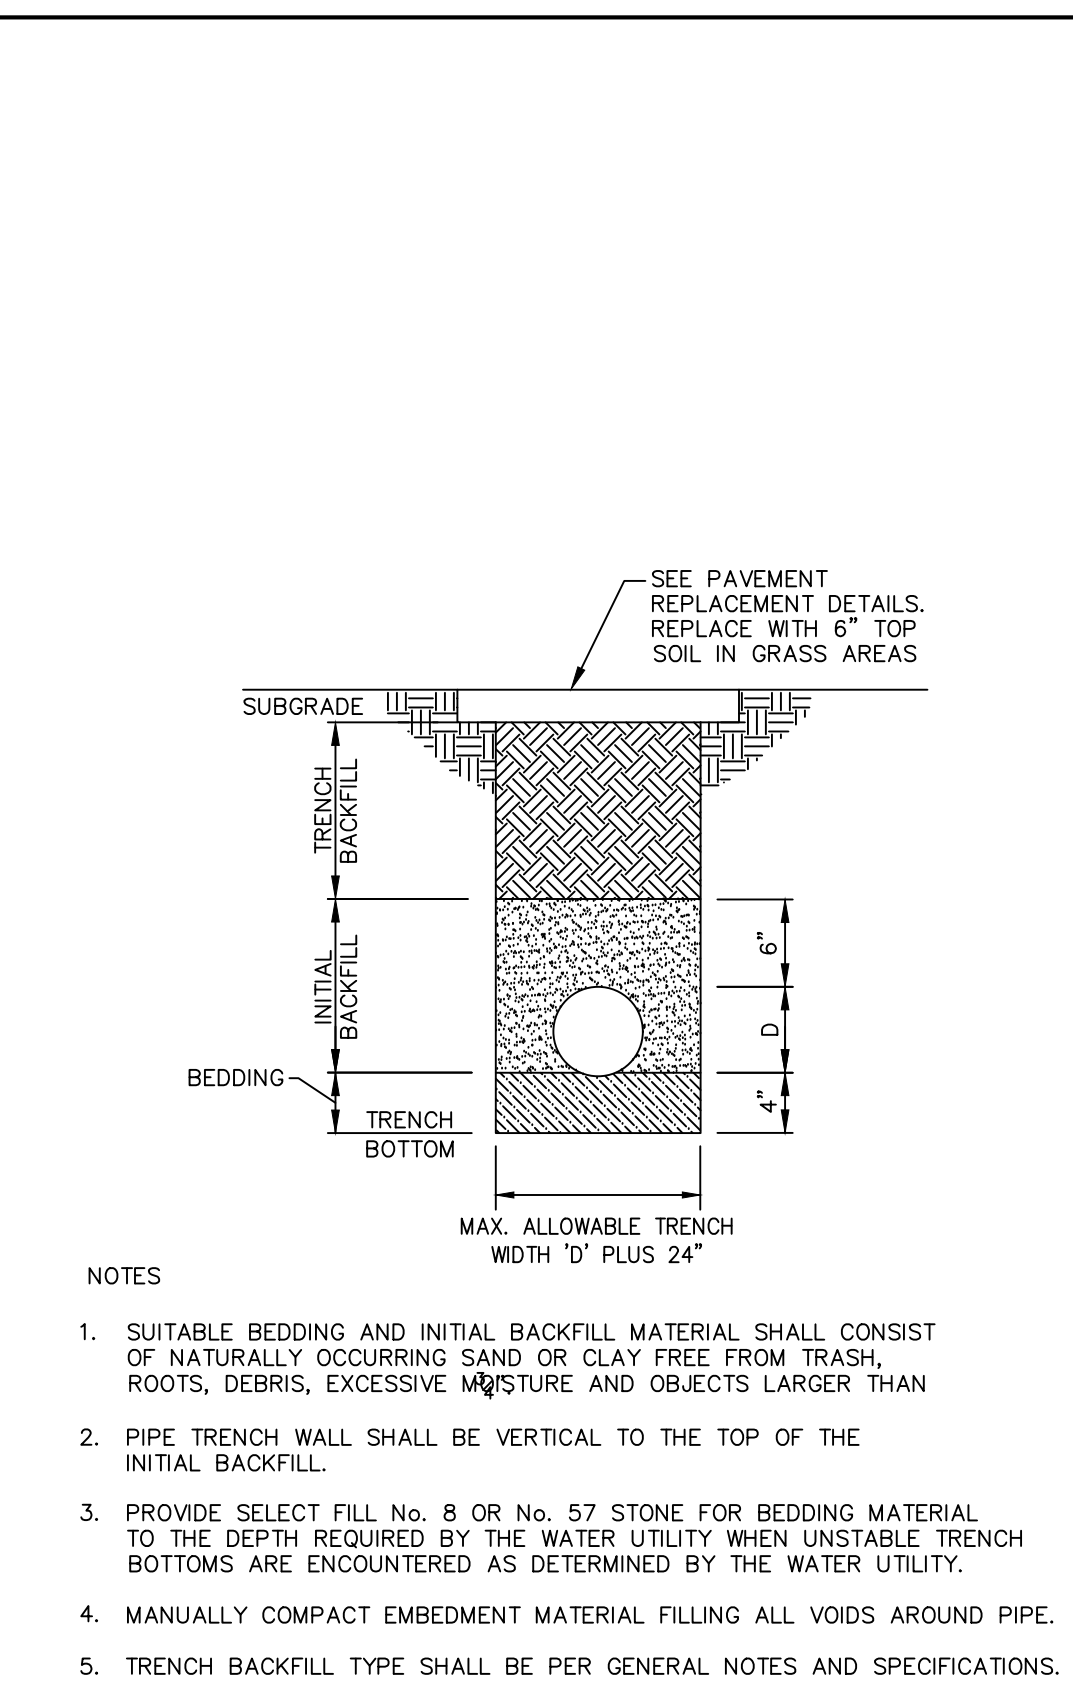 SEE PAVEMENT
REPLACEMENT DETAILS.
REPLACE WITH 6" TOP
SOIL IN GRASS AREAS
SUBGRADE
TRENCH
BACKFILL
INITIAL
BACKFILL
6"
D
4"
BEDDING
TRENCH
BOTTOM
MAX. ALLOWABLE TRENCH
WIDTH 'D' PLUS 24"
NOTES
1. SUITABLE BEDDING AND INITIAL BACKFILL MATERIAL SHALL CONSIST
OF NATURALLY OCCURRING SAND OR CLAY FREE FROM TRASH,
ROOTS, DEBRIS, EXCESSIVE MOISTURE AND OBJECTS LARGER THAN
3/4".
2. PIPE TRENCH WALL SHALL BE VERTICAL TO THE TOP OF THE
INITIAL BACKFILL.
3. PROVIDE SELECT FILL No. 8 OR No. 57 STONE FOR BEDDING MATERIAL
TO THE DEPTH REQUIRED BY THE WATER UTILITY WHEN UNSTABLE TRENCH
BOTTOMS ARE ENCOUNTERED AS DETERMINED BY THE WATER UTILITY.
4. MANUALLY COMPACT EMBEDMENT MATERIAL FILLING ALL VOIDS AROUND PIPE.
5. TRENCH BACKFILL TYPE SHALL BE PER GENERAL NOTES AND SPECIFICATIONS.